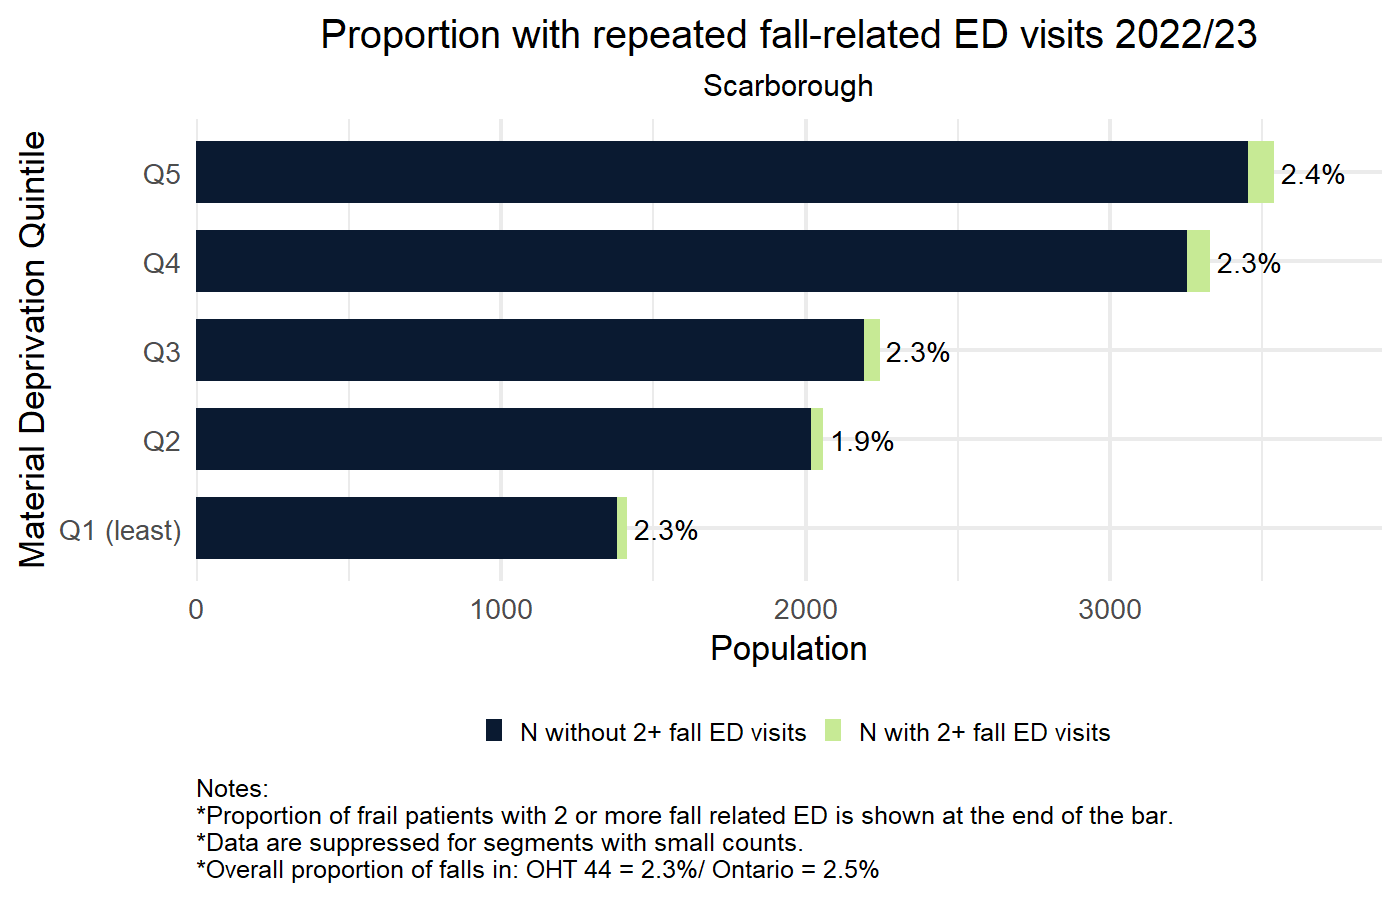 Proportion with repeated fall-related ED visits 2022/23
Scarborough
Material Deprivation Quintile
Q5
2.4%
Q4
2.3%
Q3
2.3%
Q2
1.9%
Q1 (least)
2.3%
0 1000 2000 3000
Population
N without 2+ fall ED visits N with 2+ fall ED visits
Notes:
*Proportion of frail patients with 2 or more fall related ED is shown at the end of the bar.
*Data are suppressed for segments with small counts.
*Overall proportion of falls in: OHT 44 = 2.3%/ Ontario = 2.5%